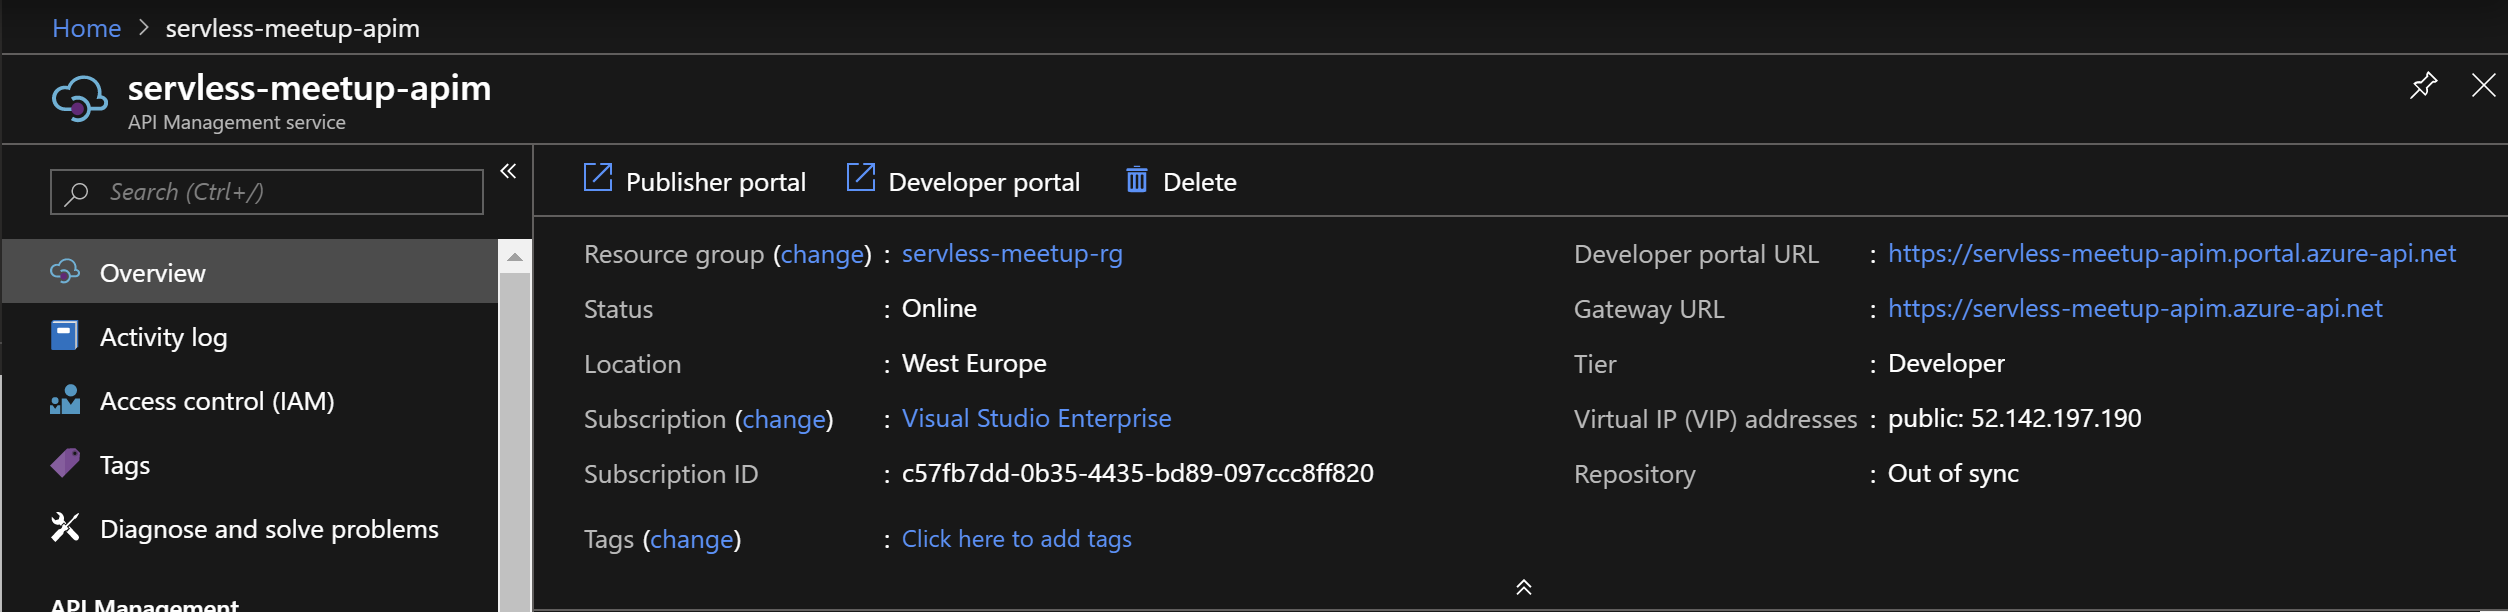 Home > servless-meetup-apim
servless-meetup-apim
API Management service
Search (Ctrl+/)
«
Overview
Activity log
Access control (IAM)
Tags
Diagnose and solve problems
API Management
Publisher portal Developer portal Delete
Resource group (change) : servless-meetup-rg
Status : Online
Location : West Europe
Subscription (change) : Visual Studio Enterprise
Subscription ID : c57fb7dd-0b35-4435-bd89-097ccc8ff820
Tags (change) : Click here to add tags
Developer portal URL : https://servless-meetup-apim.portal.azure-api.net
Gateway URL : https://servless-meetup-apim.azure-api.net
Tier : Developer
Virtual IP (VIP) addresses : public: 52.142.197.190
Repository : Out of sync